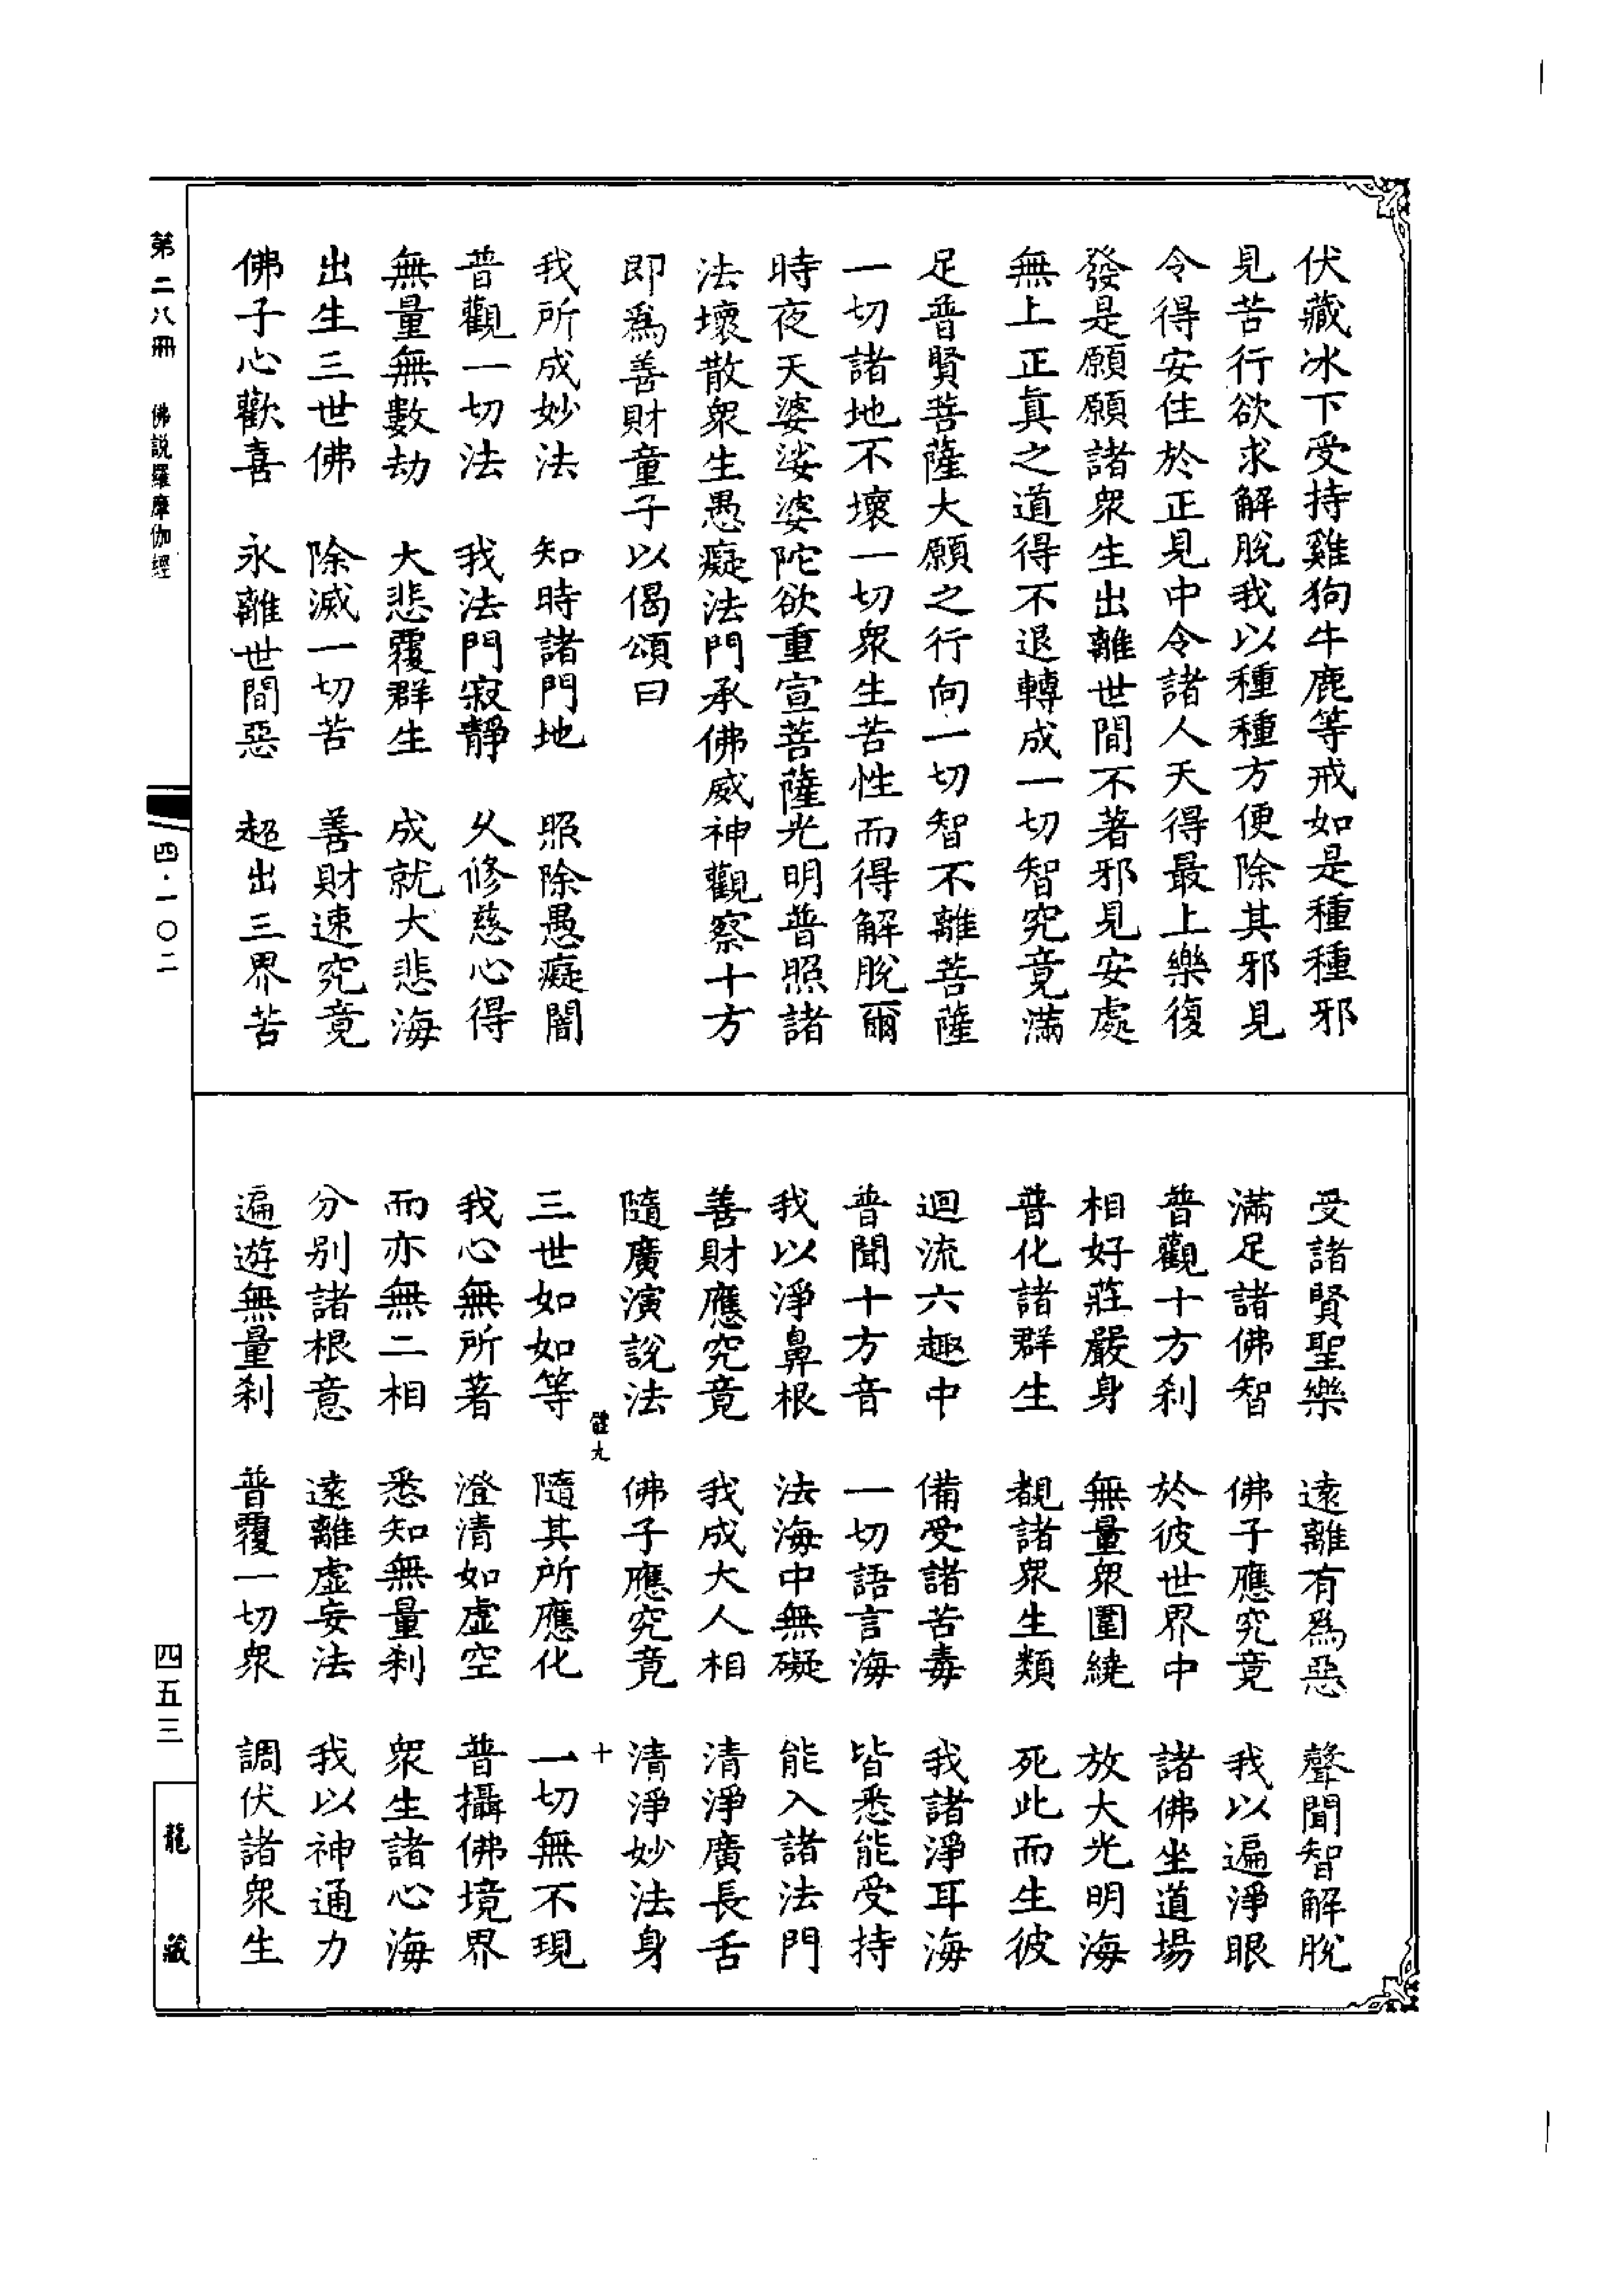 伏藏冰下受持雞狗牛鹿等戒如是種種邪
見苦行欲求解脫我以種種方便除其邪見
令得安住於正見中令諸人天得最上樂復
發是願願諸衆生出離世間不著邪見安處
無上正真之道得不退轉成一切智究竟滿
足普賢菩薩大願之行向一切智不離菩薩
一切諸地不壞一切衆生苦性而得解脫爾
時夜天婆娑婆陀欲重宣菩薩光明普照諸
法壞散衆生愚癡法門承佛威神觀察十方
即爲善財童子以偈頌曰
我所成妙法　知時諸門地　照除愚癡闇
普觀一切法　我法門寂靜　久修慈心得
無量無數劫　大悲覆群生　成就大悲海
出生三世佛　除滅一切苦　善財速究竟
佛子心歡喜　永離世間惡　超出三界苦
受諸賢聖樂　遠離有爲惡　聲聞智解脫
滿足諸佛智　佛子應究竟　我以遍淨眼
普觀十方刹　於彼世界中　諸佛坐道場
相好莊嚴身　無量衆圍繞　放大光明海
普化諸群生　覩諸衆生類　死此而生彼
迴流六趣中　備受諸苦毒　我諸淨耳海
普聞十方音　一切語言海　皆悉能受持
我以淨鼻根　法海中無礙　能入諸法門
善財應究竟　我成大人相　清淨廣長舌
隨廣演說法　佛子應究竟　清淨妙法身
九　十
三世如如等　隨其所應化　一切無不現
我心無所著　澄清如虛空　普攝佛境界
而亦無二相　悉知無量刹　衆生諸心海
分别諸根意　遠離虛妄法　我以神通力
遍遊無量刹　普覆一切衆　調伏諸衆生
第二八冊　佛説羅摩伽經
四·一〇二
四五三
龍藏